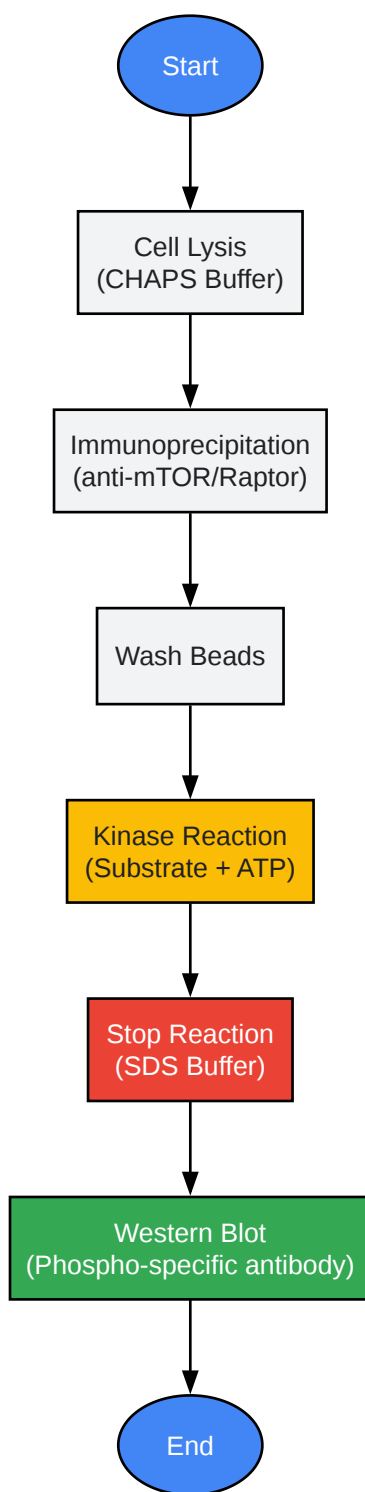 Start
Cell Lysis
(CHAPS Buffer)
Immunoprecipitation
(anti-mTOR/Raptor)
Wash Beads
Kinase Reaction
(Substrate + ATP)
Stop Reaction
(SDS Buffer)
Western Blot
(Phospho-specific antibody)
End